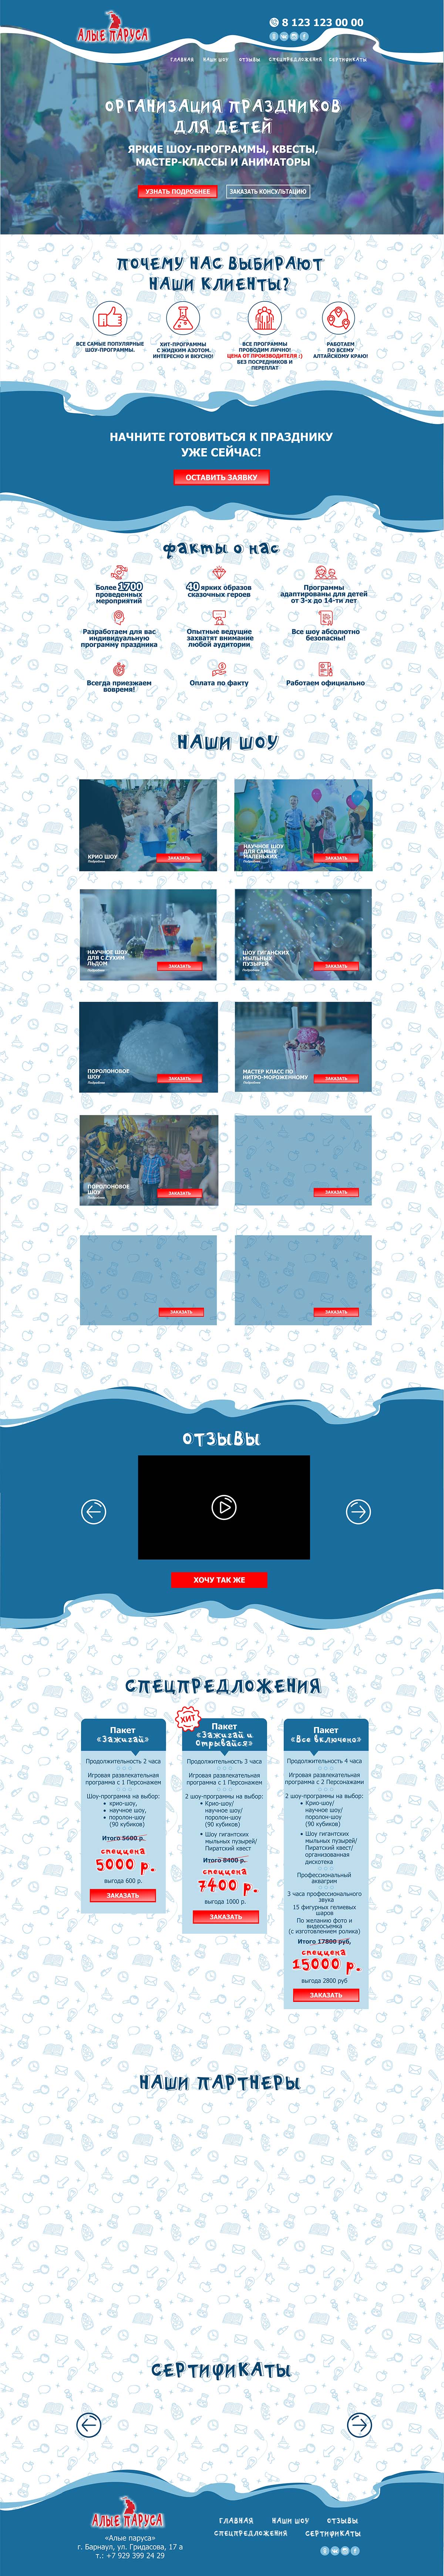 Алые паруса
8 123 123 00 00
ГЛАВНАЯ НАШИ ШОУ ОТЗЫВЫ СПЕЦПРЕДЛОЖЕНИЯ СЕРТИФИКАТЫ
ОРГАНИЗАЦИЯ ПРАЗДНИКОВ
ДЛЯ ДЕТЕЙ
ЯРКИЕ ШОУ-ПРОГРАММЫ, КВЕСТЫ,
МАСТЕР-КЛАССЫ И АНИМАТОРЫ
УЗНАТЬ ПОДРОБНЕЕ
ЗАКАЗАТЬ КОНСУЛЬТАЦИЮ
ПОЧЕМУ НАС ВЫБИРАЮТ
НАШИ КЛИЕНТЫ?
ВСЕ САМЫЕ ПОПУЛЯРНЫЕ
ШОУ-ПРОГРАММЫ.
ХИТ-ПРОГРАММЫ
С ЖИДКИМ АЗОТОМ.
ИНТЕРЕСНО И ВКУСНО!
ВСЕ ПРОГРАММЫ
ПРОВОДИМ ЛИЧНО!
ЦЕНА ОТ ПРОИЗВОДИТЕЛЯ :)
БЕЗ ПОСРЕДНИКОВ И
ПЕРЕПЛАТ
РАБОТАЕМ
ПО ВСЕМУ
АЛТАЙСКОМУ КРАЮ!
НАЧНИТЕ ГОТОВИТЬСЯ К ПРАЗДНИКУ
УЖЕ СЕЙЧАС!
ОСТАВИТЬ ЗАЯВКУ
факты о нас
Более 1700
проведенных
мероприятий
40 ярких образов
сказочных героев
Программы
адаптированы для детей
от 3-х до 14-ти лет
Разработаем для вас
индивидуальную
программу праздника
Опытные ведущие
захватят внимание
любой аудитории
Все шоу абсолютно
безопасны!
Всегда приезжаем
вовремя!
Оплата по факту
Работаем официально
НАШИ ШОУ
КРИО ШОУ
Подробнее
ЗАКАЗАТЬ
НАУЧНОЕ ШОУ
ДЛЯ САМЫХ
МАЛЕНЬКИХ
Подробнее
ЗАКАЗАТЬ
НАУЧНОЕ ШОУ
ДЛЯ С СУХИМ
ЛЬДОМ
Подробнее
ЗАКАЗАТЬ
ШОУ ГИГАНСКИХ
МЫЛЬНЫХ
ПУЗЫРЕЙ
Подробнее
ЗАКАЗАТЬ
ПОРОЛОНОВОЕ
ШОУ
Подробнее
ЗАКАЗАТЬ
МАСТЕР КЛАСС ПО
НИТРО-МОРОЖЕННОМУ
Подробнее
ЗАКАЗАТЬ
ПОРОЛОНОВОЕ
ШОУ
Подробнее
ЗАКАЗАТЬ
ЗАКАЗАТЬ
ЗАКАЗАТЬ
ЗАКАЗАТЬ
ОТЗЫВЫ
ХОЧУ ТАК ЖЕ
СПЕЦПРЕДЛОЖЕНИЯ
Пакет
«Зажигай»
Продолжительность 2 часа
Игровая развлекательная
программа с 1 Персонажем
Шоу-программа на выбор:
• крио-шоу,
• научное шоу,
• поролон-шоу
(90 кубиков)
Итого 5600 р.
спеццена
5000 р.
выгода 600 р.
ЗАКАЗАТЬ
ХИТ
Пакет
«Зажигай и
Отрывайся»
Продолжительность 3 часа
Игровая развлекательная
программа с 1 Персонажем
2 шоу-программы на выбор:
• Крио-шоу/
научное шоу/
поролон-шоу
(90 кубиков)
• Шоу гигантских
мыльных пузырей/
Пиратский квест
Итого 8400 р.
спеццена
7400 р.
выгода 1000 р.
ЗАКАЗАТЬ
Пакет
«Все включено»
Продолжительность 4 часа
Игровая развлекательная
программа с 2 Персонажами
2 шоу-программы на выбор:
• Крио-шоу/
научное шоу/
поролон-шоу
(90 кубиков)
• Шоу гигантских
мыльных пузырей/
Пиратский квест/
организованная
дискотека
Профессиональный
аквагрим
3 часа профессионального
звука
15 фигурных гелиевых
шаров
По желанию фото и
видеосъемка
(с изготовлением ролика)
Итого 17800 руб,
спеццена
15000 р.
выгода 2800 руб
ЗАКАЗАТЬ
НАШИ ПАРТНЕРЫ
СЕРТИФИКАТЫ
Алые паруса
«Алые паруса»
г. Барнаул, ул. Гридасова, 17 а
т.: +7 929 399 24 29
ГЛАВНАЯ НАШИ ШОУ ОТЗЫВЫ
СПЕЦПРЕДЛОЖЕНИЯ СЕРТИФИКАТЫ